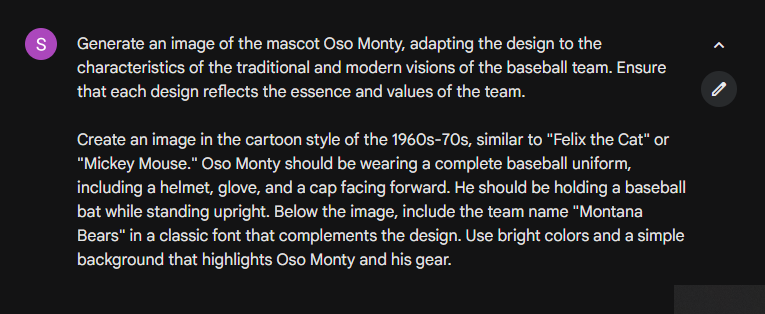 S
Generate an image of the mascot Oso Monty, adapting the design to the
characteristics of the traditional and modern visions of the baseball team. Ensure
that each design reflects the essence and values of the team.
Create an image in the cartoon style of the 1960s-70s, similar to "Felix the Cat" or
"Mickey Mouse." Oso Monty should be wearing a complete baseball uniform,
including a helmet, glove, and a cap facing forward. He should be holding a baseball
bat while standing upright. Below the image, include the team name "Montana
Bears" in a classic font that complements the design. Use bright colors and a simple
background that highlights Oso Monty and his gear.